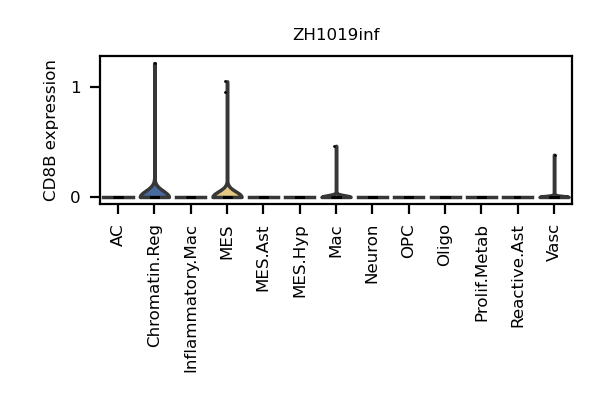 ZH1019inf
CD8B expression
1
0
AC
Chromatin.Reg
Inflammatory.Mac
MES
MES.Ast
MES.Hyp
Mac
Neuron
OPC
Oligo
Prolif.Metab
Reactive.Ast
Vasc